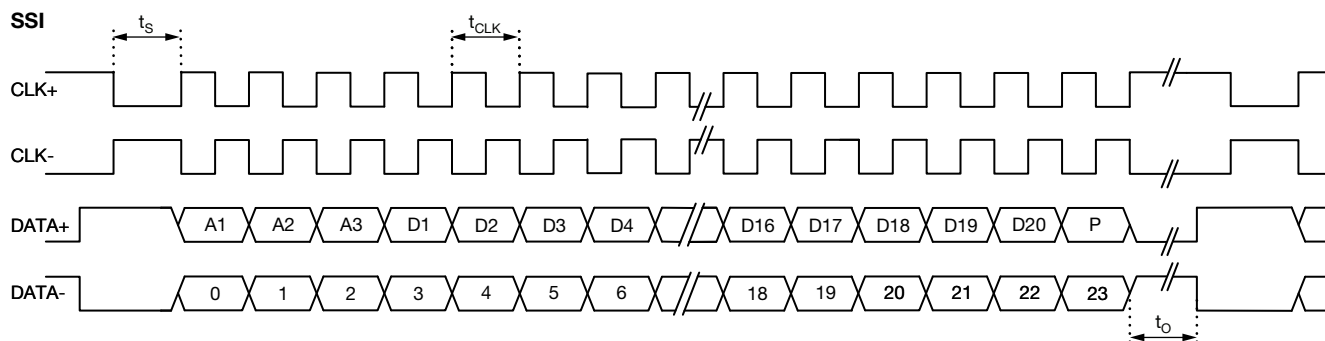 SSI
tS tCLK
CLK+
CLK-
DATA+ A1 A2 A3 D1 D2 D3 D4 D16 D17 D18 D19 D20 P
DATA- 0 1 2 3 4 5 6 18 19 20 21 22 23
tO